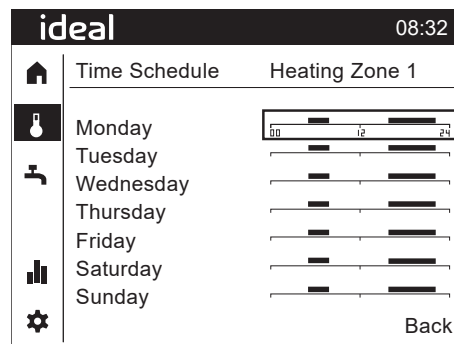 ideal 08:32
Time Schedule Heating Zone 1
Monday
00 12 24
Tuesday
Wednesday
Thursday
Friday
Saturday
Sunday
Back